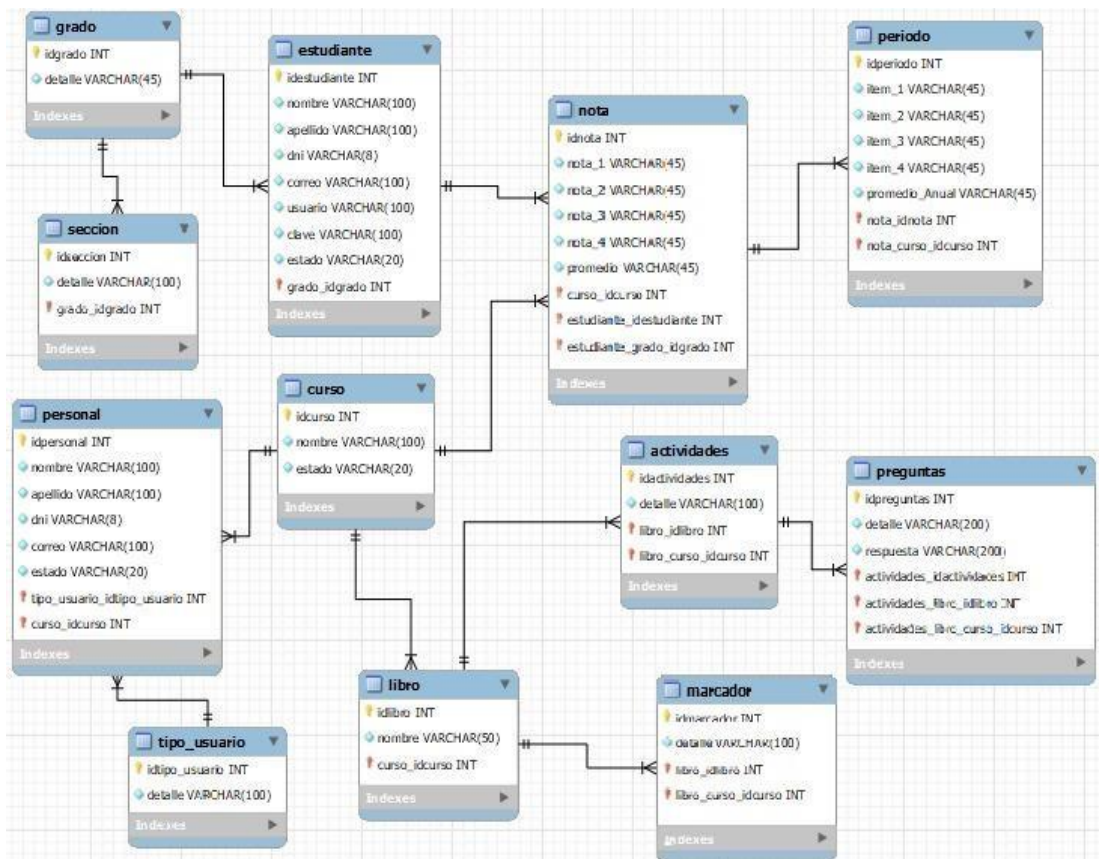 grado
idgrado INT
detalle VARCHAR(45)
Indexes
estudiante
idestudiante INT
nombre VARCHAR(100)
apellido VARCHAR(100)
dni VARCHAR(8)
correo VARCHAR(100)
usuario VARCHAR(100)
clave VARCHAR(100)
estado VARCHAR(20)
grado_idgrado INT
Indexes
nota
idnota INT
nota_1 VARCHAR(45)
nota_2 VARCHAR(45)
nota_3 VARCHAR(45)
nota_4 VARCHAR(45)
promedio VARCHAR(45)
curso_idcurso INT
estudiante_idestudiante INT
estudiante_grado_idgrado INT
Indexes
periodo
idperiodo INT
item_1 VARCHAR(45)
item_2 VARCHAR(45)
item_3 VARCHAR(45)
item_4 VARCHAR(45)
promedio_Anual VARCHAR(45)
nota_idnota INT
nota_curso_idcurso INT
Indexes
seccion
idseccion INT
detalle VARCHAR(100)
grado_idgrado INT
Indexes
personal
idpersonal INT
nombre VARCHAR(100)
apellido VARCHAR(100)
dni VARCHAR(8)
correo VARCHAR(100)
estado VARCHAR(20)
tipo_usuario_idtipo_usuario INT
curso_idcurso INT
Indexes
curso
idcurso INT
nombre VARCHAR(100)
estado VARCHAR(20)
Indexes
actividades
idactividades INT
detalle VARCHAR(100)
libro_idlibro INT
libro_curso_idcurso INT
Indexes
preguntas
idpreguntas INT
detalle VARCHAR(200)
respuesta VARCHAR(200)
actividades_idactividades INT
actividades_libro_idlibro INT
actividades_libro_curso_idcurso INT
Indexes
tipo_usuario
idtipo_usuario INT
detalle VARCHAR(100)
Indexes
libro
idlibro INT
nombre VARCHAR(50)
curso_idcurso INT
Indexes
marcador
idmarcador INT
detalle VARCHAR(100)
libro_idlibro INT
libro_curso_idcurso INT
Indexes